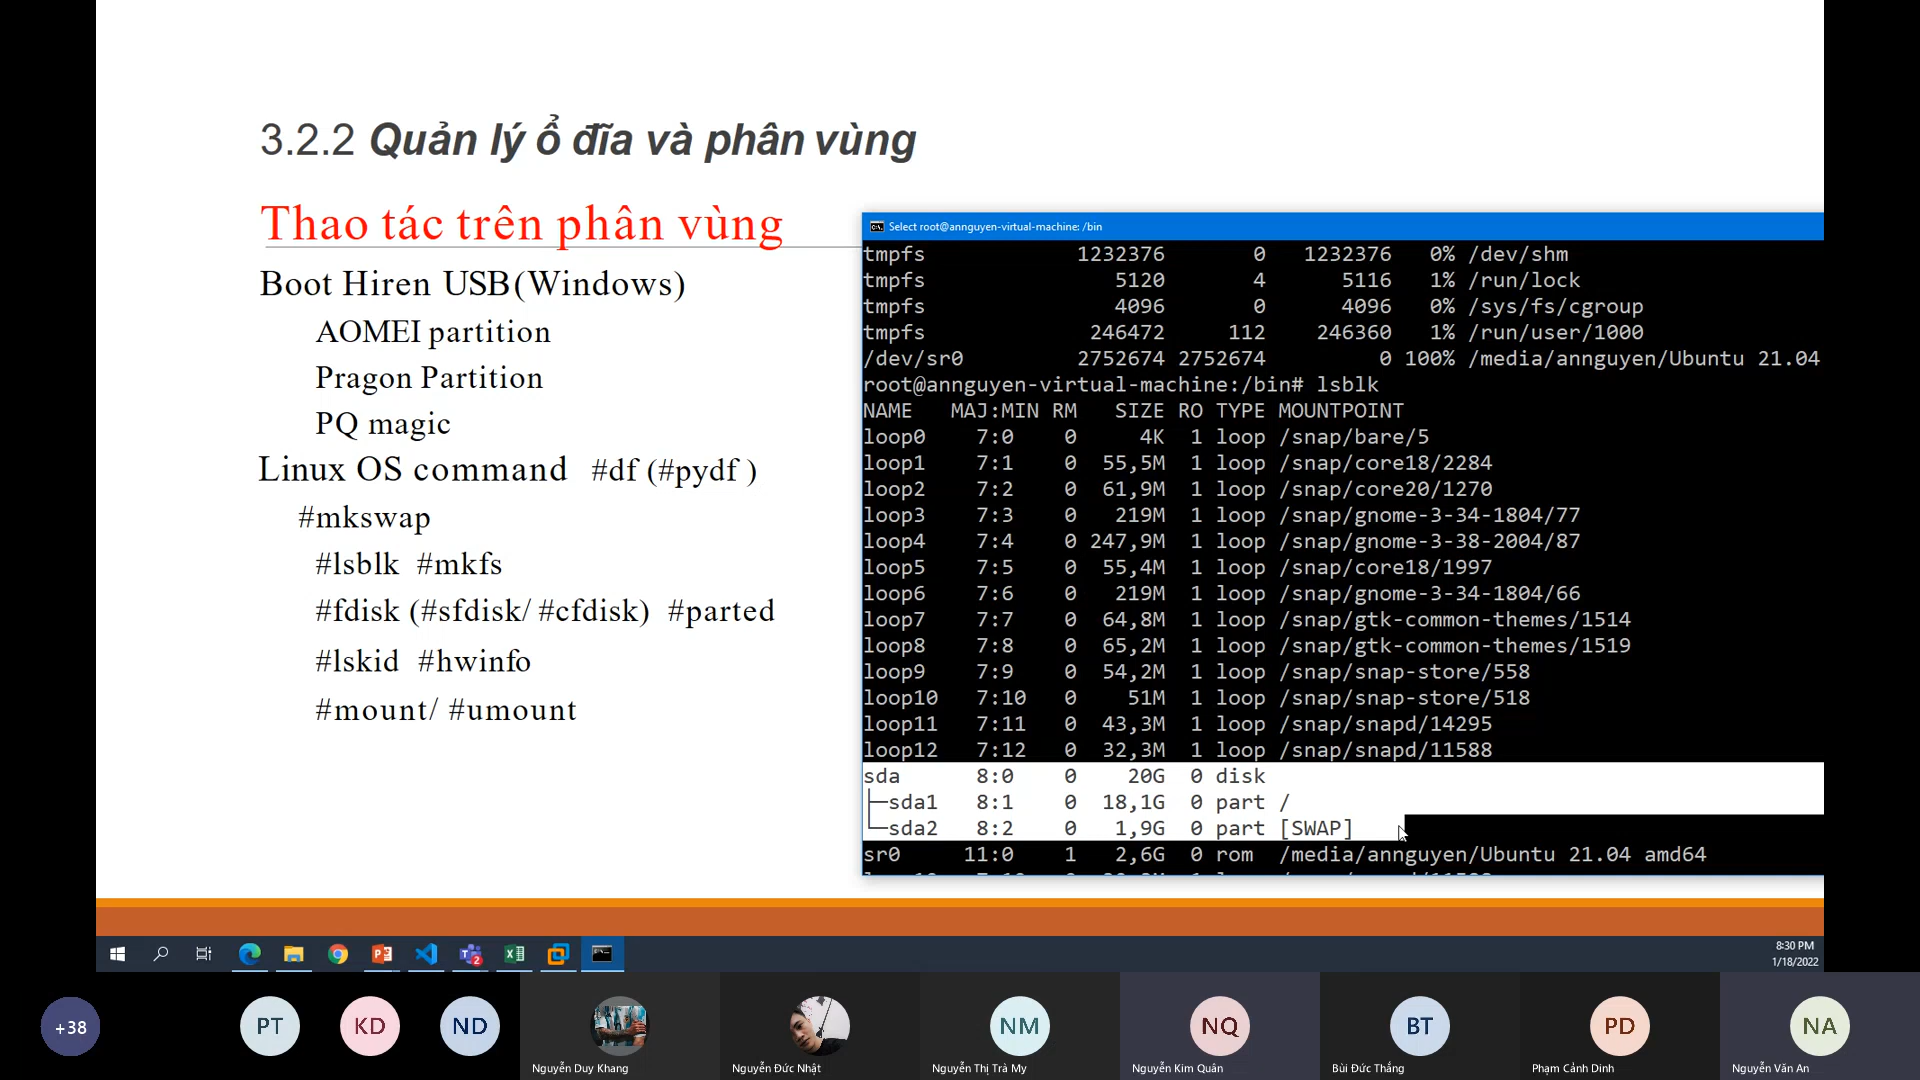 3.2.2 Quản lý ổ đĩa và phân vùng
Thao tác trên phân vùng
Boot Hiren USB(Windows)
AOMEI partition
Pragon Partition
PQ magic
Linux OS command #df (#pydf )
#mkswap
#lsblk #mkfs
#fdisk (#sfdisk/ #cfdisk) #parted
#lskid #hwinfo
#mount/ #umount
Select root@annguyen-virtual-machine: /bin
tmpfs 1232376 0 1232376 0% /dev/shm
tmpfs 5120 4 5116 1% /run/lock
tmpfs 4096 0 4096 0% /sys/fs/cgroup
tmpfs 246472 112 246360 1% /run/user/1000
/dev/sr0 2752674 2752674 0 100% /media/annguyen/Ubuntu 21.04
root@annguyen-virtual-machine:/bin# lsblk
NAME MAJ:MIN RM SIZE RO TYPE MOUNTPOINT
loop0 7:0 0 4K 1 loop /snap/bare/5
loop1 7:1 0 55,5M 1 loop /snap/core18/2284
loop2 7:2 0 61,9M 1 loop /snap/core20/1270
loop3 7:3 0 219M 1 loop /snap/gnome-3-34-1804/77
loop4 7:4 0 247,9M 1 loop /snap/gnome-3-38-2004/87
loop5 7:5 0 55,4M 1 loop /snap/core18/1997
loop6 7:6 0 219M 1 loop /snap/gnome-3-34-1804/66
loop7 7:7 0 64,8M 1 loop /snap/gtk-common-themes/1514
loop8 7:8 0 65,2M 1 loop /snap/gtk-common-themes/1519
loop9 7:9 0 54,2M 1 loop /snap/snap-store/558
loop10 7:10 0 51M 1 loop /snap/snap-store/518
loop11 7:11 0 43,3M 1 loop /snap/snapd/14295
loop12 7:12 0 32,3M 1 loop /snap/snapd/11588
sda 8:0 0 20G 0 disk
├─sda1 8:1 0 18,1G 0 part /
└─sda2 8:2 0 1,9G 0 part [SWAP]
sr0 11:0 1 2,6G 0 rom /media/annguyen/Ubuntu 21.04 amd64
8:30 PM
1/18/2022
+38
PT
KD
ND
NM
NQ
BT
PD
NA
Nguyễn Duy Khang
Nguyễn Đức Nhật
Nguyễn Thị Trà My
Nguyễn Kim Quân
Bùi Đức Thắng
Phạm Cảnh Dinh
Nguyễn Văn An